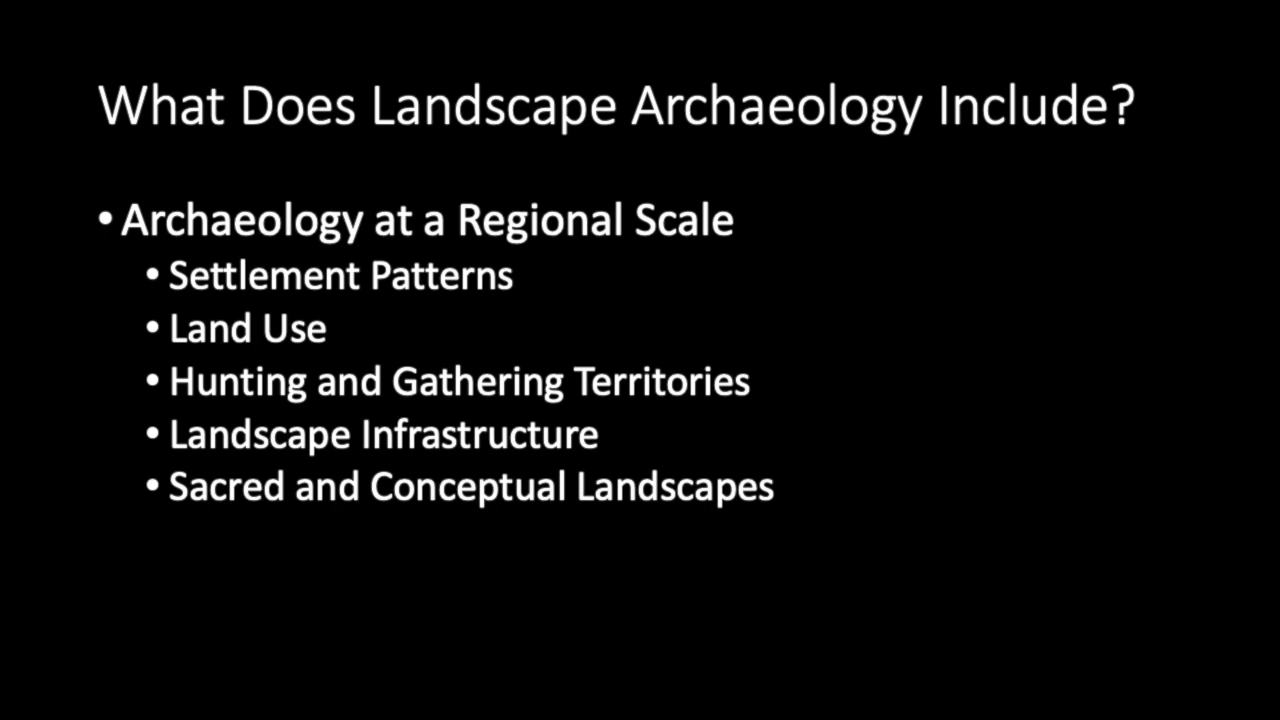 What Does Landscape Archaeology Include?
• Archaeology at a Regional Scale
• Settlement Patterns
• Land Use
• Hunting and Gathering Territories
• Landscape Infrastructure
• Sacred and Conceptual Landscapes